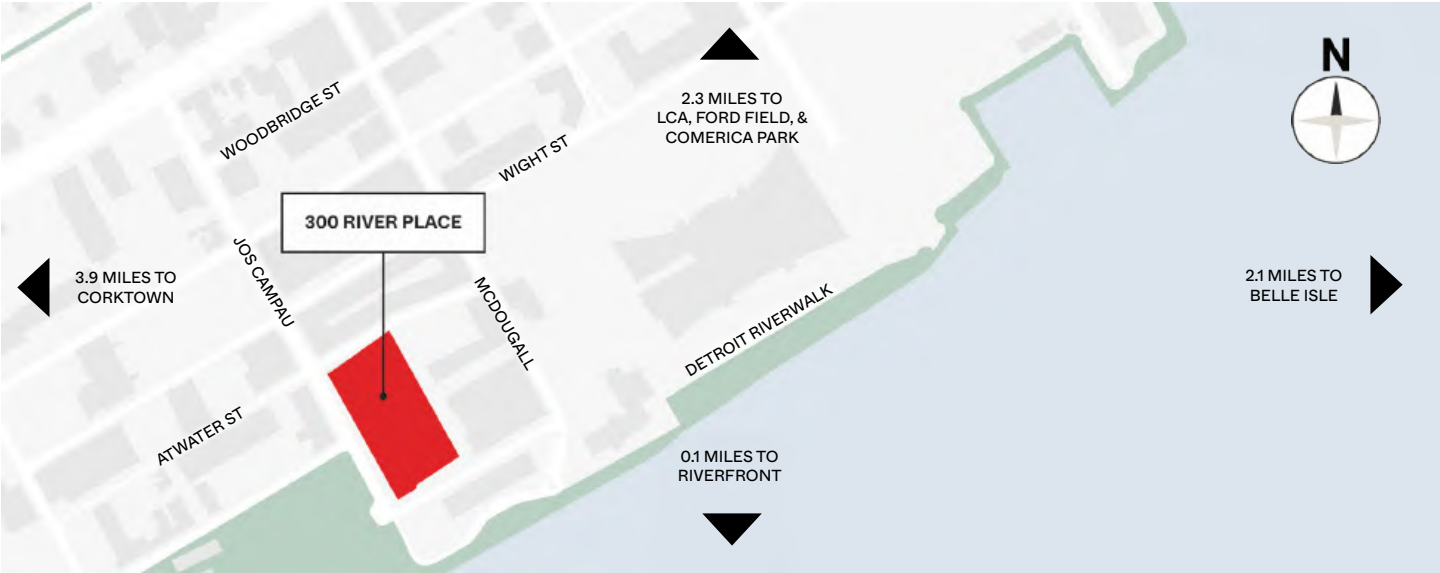 N
2.3 MILES TO
LCA, FORD FIELD, &
COMERICA PARK
WOODBRIDGE ST
WIGHT ST
300 RIVER PLACE
JOS CAMPAU
3.9 MILES TO
CORKTOWN
MCDOUGALL
2.1 MILES TO
BELLE ISLE
DETROIT RIVERWALK
ATWATER ST
0.1 MILES TO
RIVERFRONT